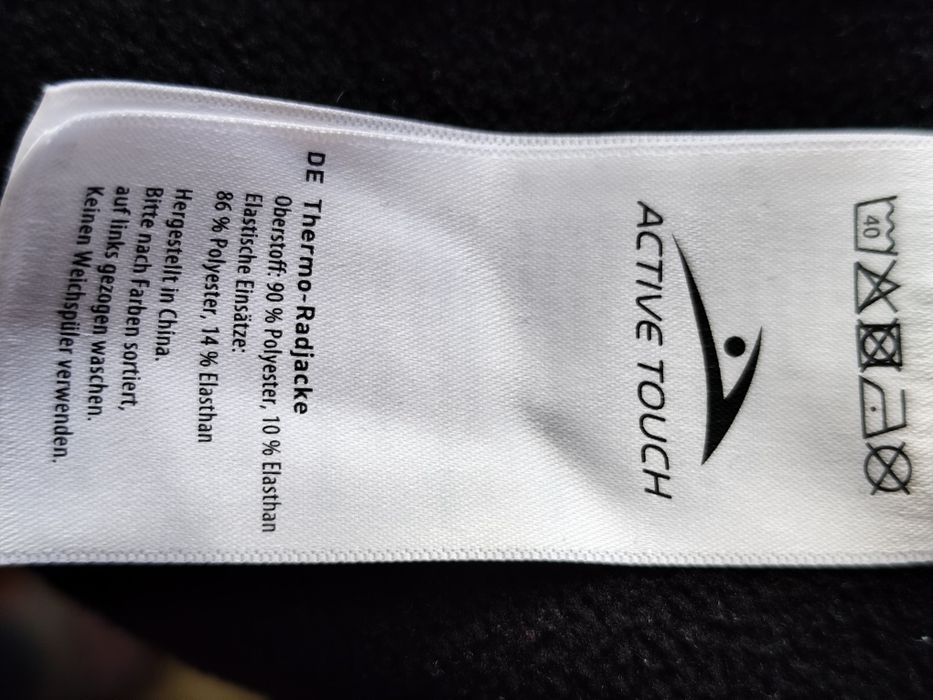 40
ACTIVE TOUCH
DE Thermo-Radjacke
Oberstoff: 90 % Polyester, 10 % Elasthan
Elastische Einsätze:
86 % Polyester, 14 % Elasthan
Hergestellt in China.
Bitte nach Farben sortiert,
auf links gezogen waschen.
Keinen Weichspüler verwenden.